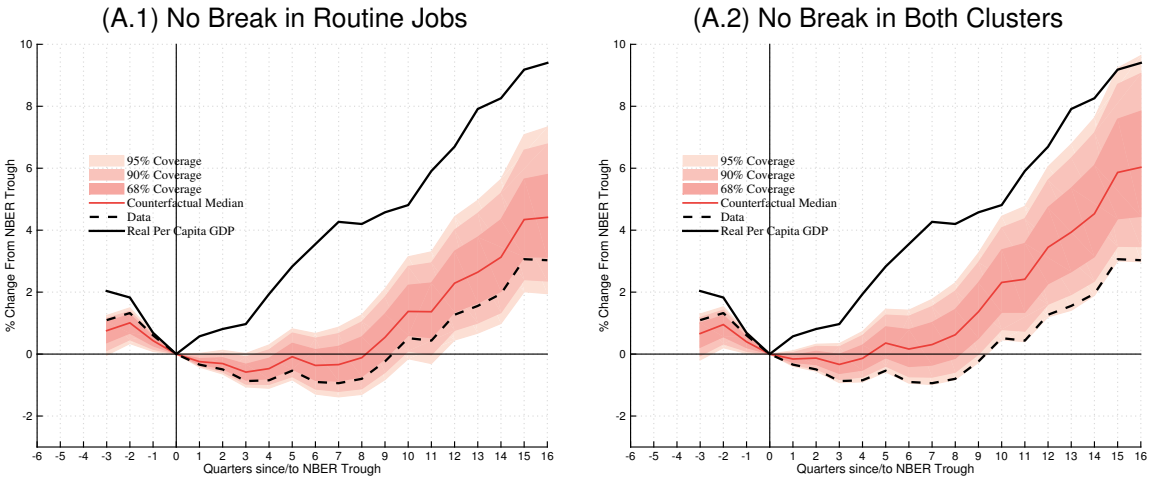 (A.1) No Break in Routine Jobs
10
8
6
4
2
0
-2
% Change From NBER Trough
95% Coverage
90% Coverage
68% Coverage
Counterfactual Median
Data
Real Per Capita GDP
-6 -5 -4 -3 -2 -1 0 1 2 3 4 5 6 7 8 9 10 11 12 13 14 15 16
Quarters since/to NBER Trough
(A.2) No Break in Both Clusters
10
8
6
4
2
0
-2
% Change From NBER Trough
95% Coverage
90% Coverage
68% Coverage
Counterfactual Median
Data
Real Per Capita GDP
-6 -5 -4 -3 -2 -1 0 1 2 3 4 5 6 7 8 9 10 11 12 13 14 15 16
Quarters since/to NBER Trough